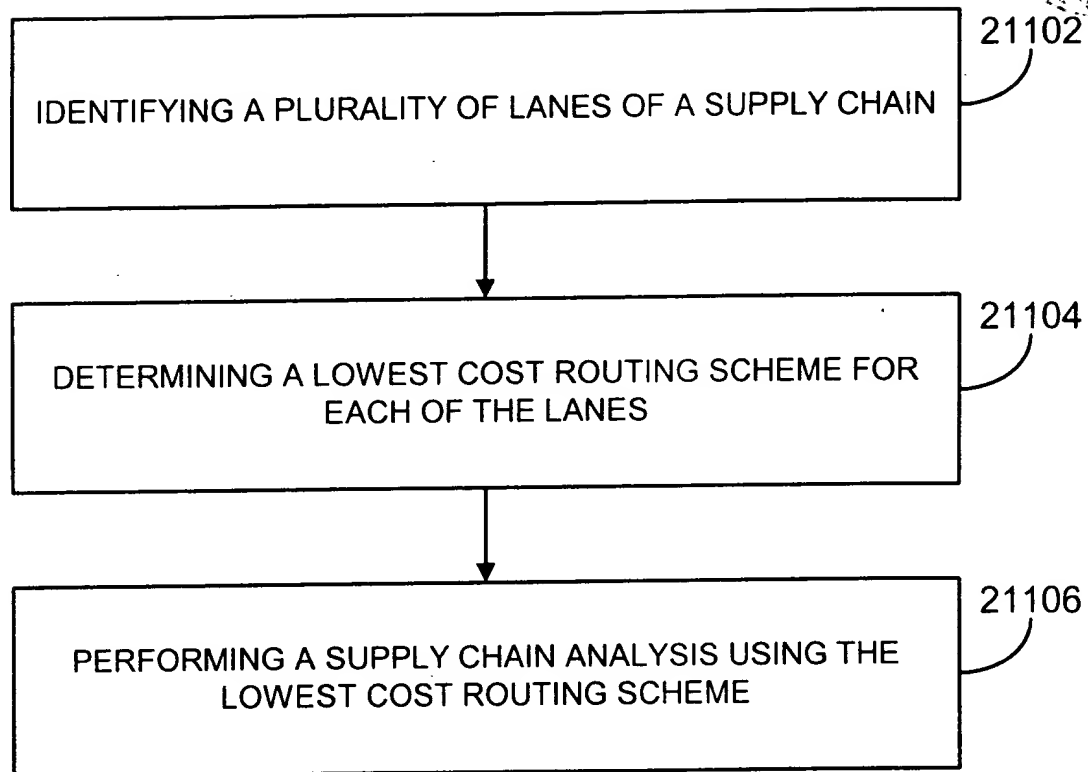 21102
IDENTIFYING A PLURALITY OF LANES OF A SUPPLY CHAIN
21104
DETERMINING A LOWEST COST ROUTING SCHEME FOR
EACH OF THE LANES
21106
PERFORMING A SUPPLY CHAIN ANALYSIS USING THE
LOWEST COST ROUTING SCHEME